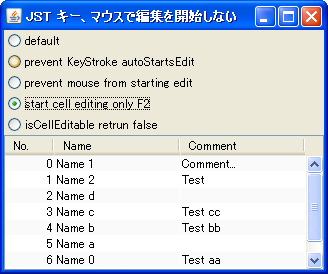 JST キー、マウスで編集を開始しない
default
prevent KeyStroke autoStartsEdit
prevent mouse from starting edit
start cell editing only F2
isCellEditable retrun false
No. Name Comment
0 Name 1 Comment...
1 Name 2 Test
2 Name d
3 Name c Test cc
4 Name b Test bb
5 Name a
6 Name 0 Test aa